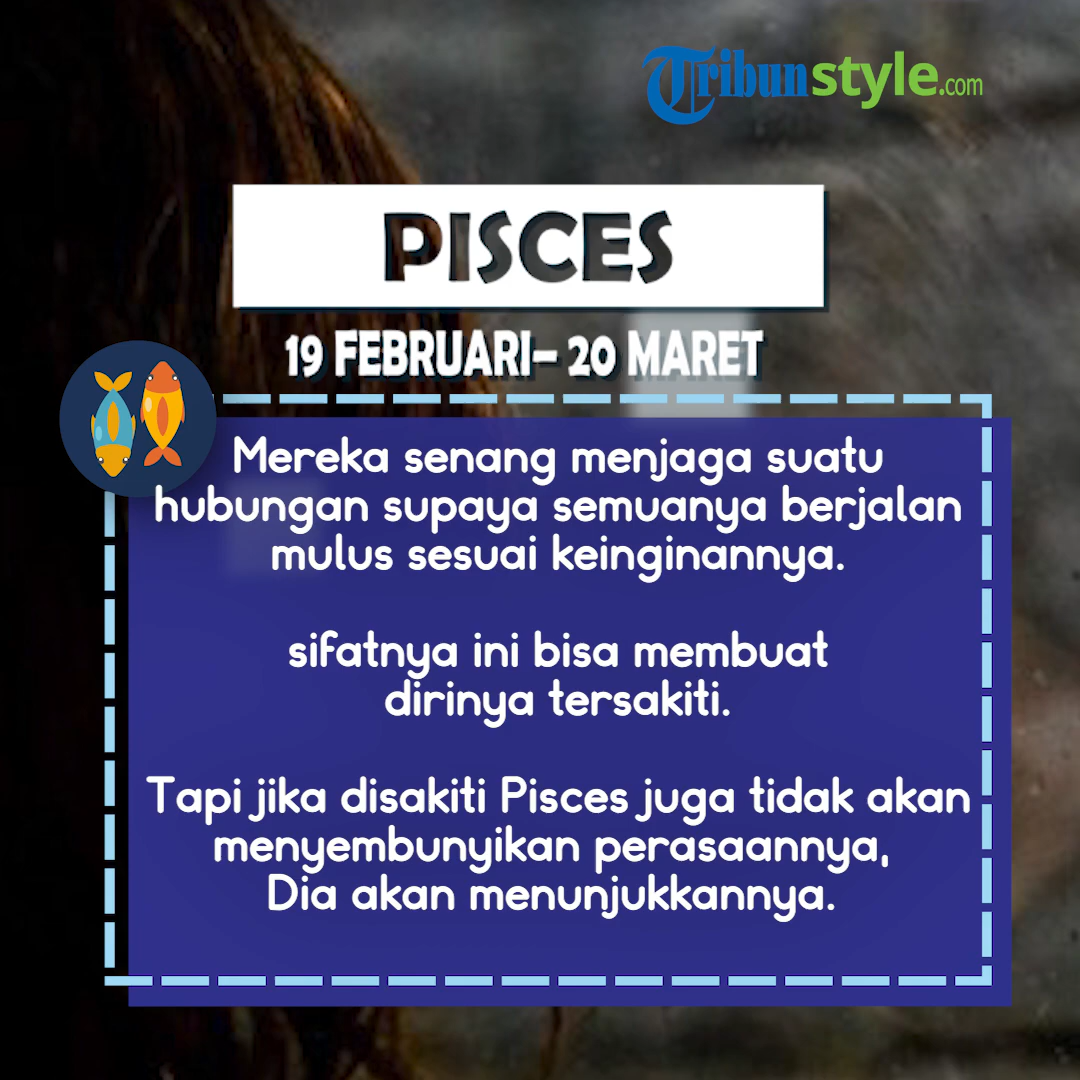 Tribunstyle.com
PISCES
19 FEBRUARI– 20 MARET
Mereka senang menjaga suatu
hubungan supaya semuanya berjalan
mulus sesuai keinginannya.
sifatnya ini bisa membuat
dirinya tersakiti.
Tapi jika disakiti Pisces juga tidak akan
menyembunyikan perasaannya,
Dia akan menunjukkannya.